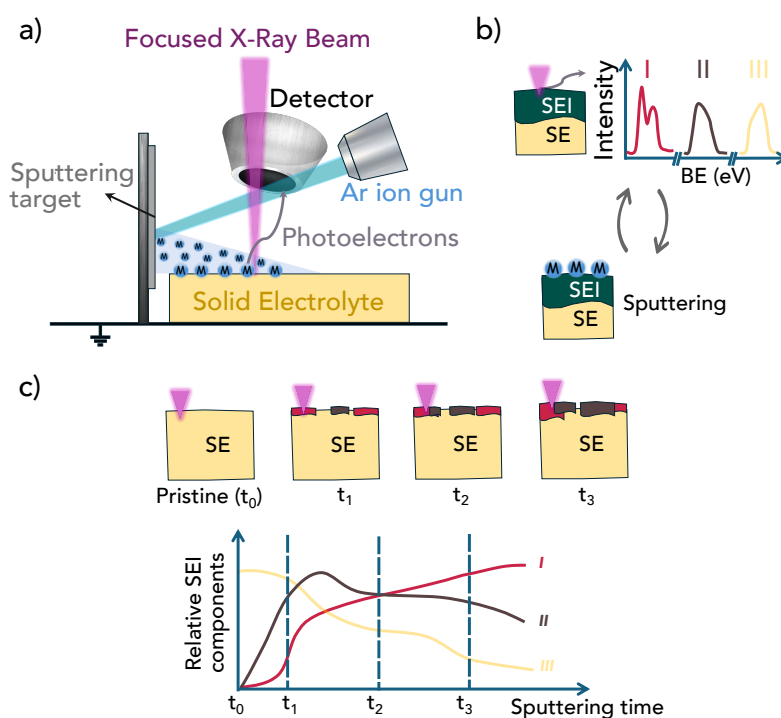 a)
Focused X-Ray Beam
Detector
Sputtering
target
Ar ion gun
Photoelectrons
M M M M M M M M M M M M
M M M M M
Solid Electrolyte
b)
I II III
Intensity
BE (eV)
SEI
SE
M M M
SEI
SE
Sputtering
c)
SE SE SE SE
Pristine (t₀) t₁ t₂ t₃
Relative SEI
components
I
II
III
t₀ t₁ t₂ t₃ Sputtering time